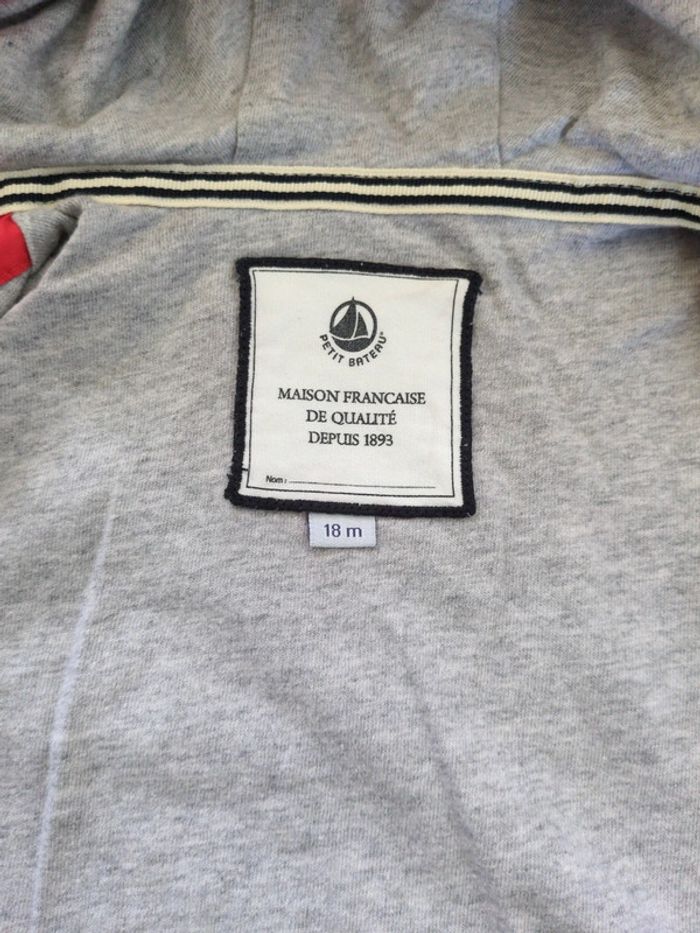 PETIT BATEAU®
MAISON FRANCAISE
DE QUALITÉ
DEPUIS 1893
Nom:
18 m